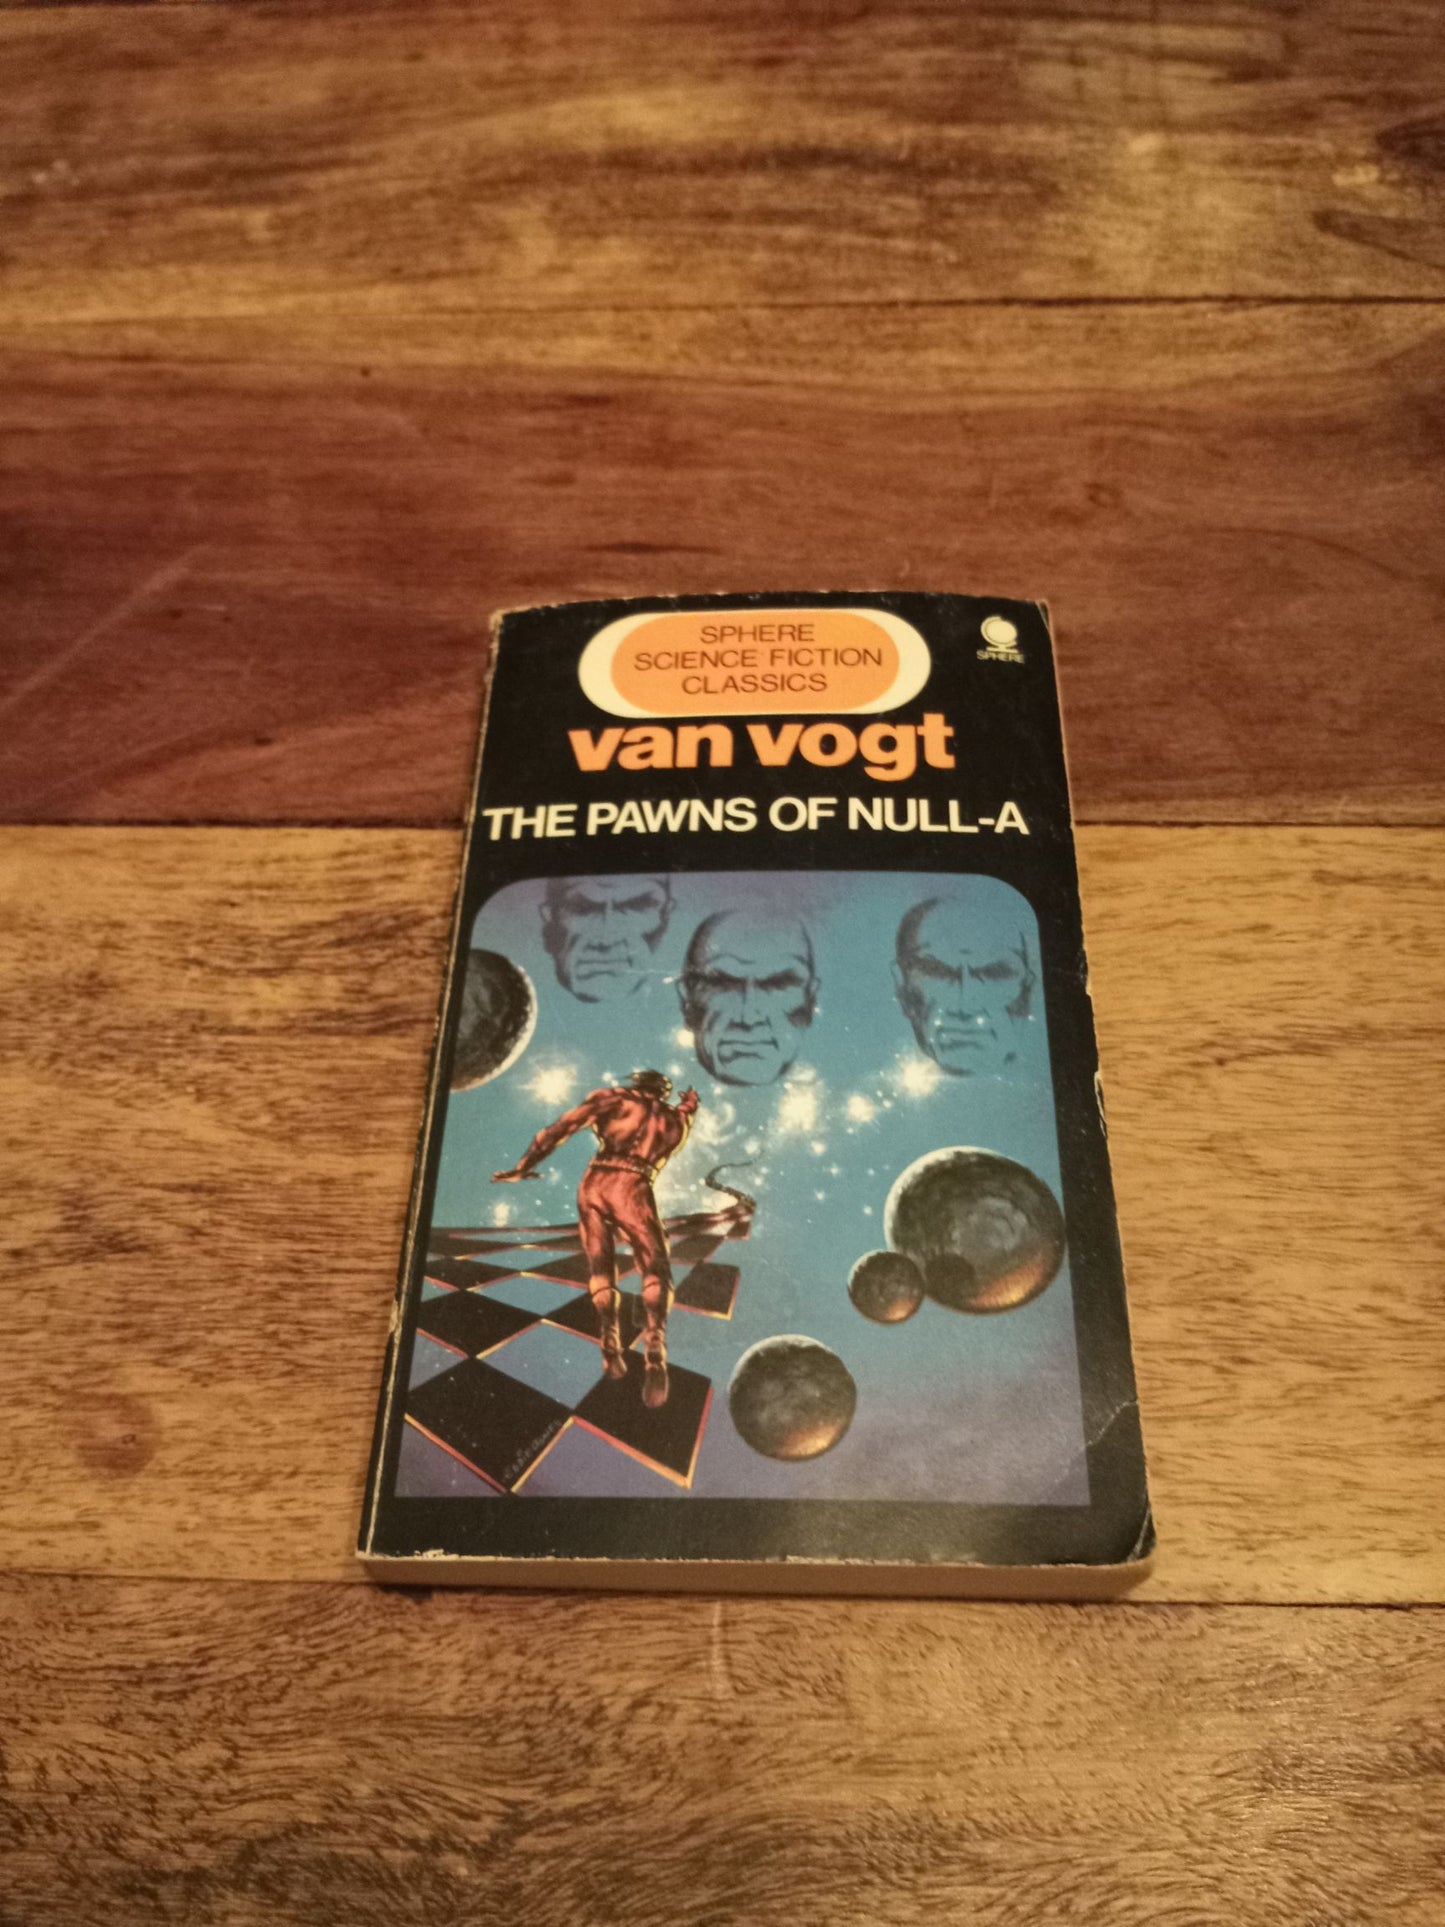 SPHERE
SCIENCE FICTION
CLASSICS
SPHERE
van vogt
THE PAWNS OF NULL-A